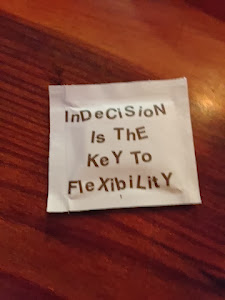 InDeCISIoN
Is ThE
KeY To
FleXibiLitY